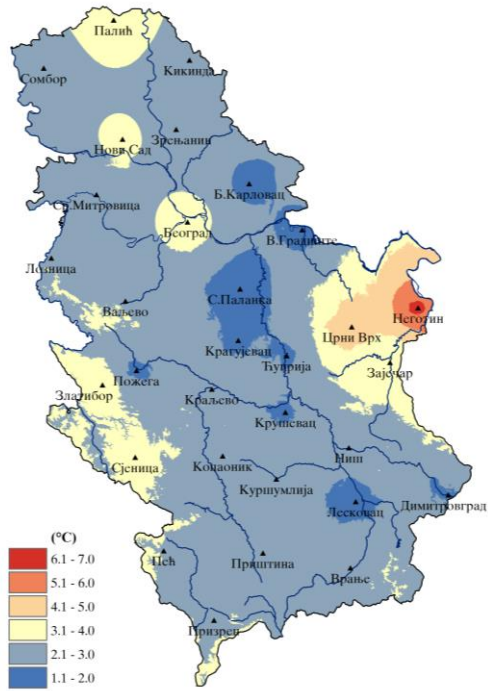 Палић
Кикинда
Сомбор
Зрењанин
Нови Сад
Б.Карловац
Ср.Митровица
Београд
В.Градиште
Лозница
С.Паланка
Ваљево
Неготин
Црни Врх
Крагујевац
Ћуприја
Зајечар
Пожега
Златибор
Краљево
Крушевац
Ниш
Сјеница
Копаоник
Куршумлија
Димитровград
Лесковац
(°C)
6.1 - 7.0
5.1 - 6.0
4.1 - 5.0
3.1 - 4.0
2.1 - 3.0
1.1 - 2.0
Пећ
Приштина
Врање
Призрен